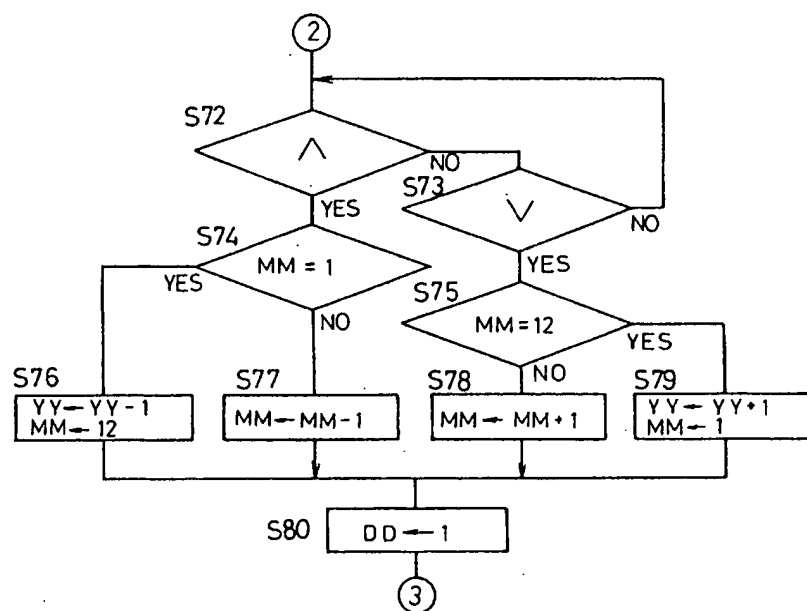 2
S72
∧
NO
YES
S73
∨
NO
YES
S74
MM = 1
YES
NO
S75
MM=12
YES
NO
S76
YY←YY-1
MM←12
S77
MM←MM-1
S78
MM←MM+1
S79
YY←YY+1
MM←1
S80
DD←1
3